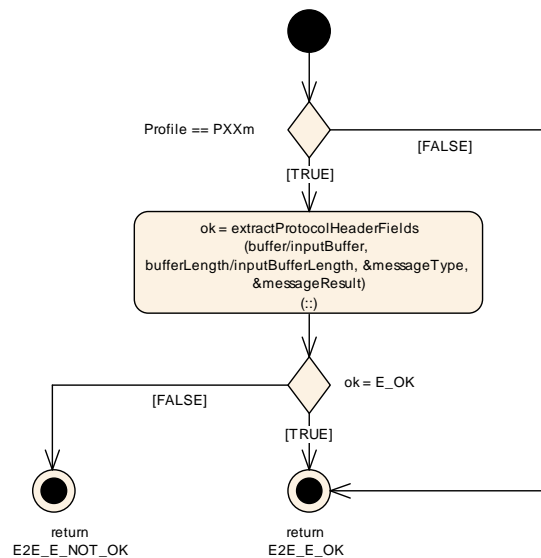 Profile == PXXm
[FALSE]
[TRUE]
ok = extractProtocolHeaderFields
(buffer/inputBuffer,
bufferLength/inputBufferLength, &messageType,
&messageResult)
(::)
ok = E_OK
[FALSE]
[TRUE]
return
E2E_E_NOT_OK
return
E2E_E_OK